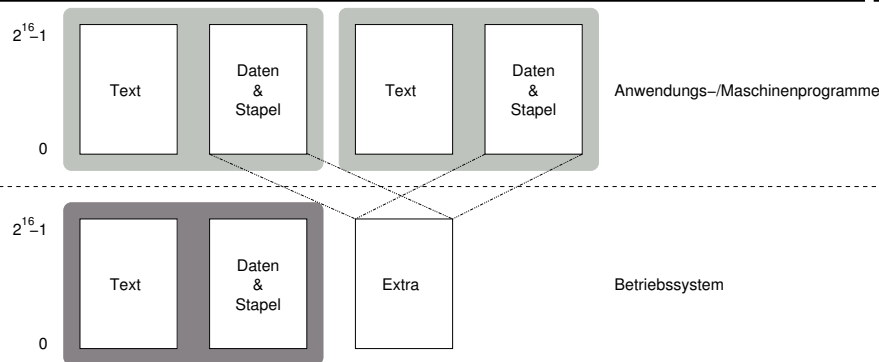 2^16–1
Text
Daten
&
Stapel
Text
Daten
&
Stapel
Anwendungs–/Maschinenprogramme
0
2^16–1
Text
Daten
&
Stapel
Extra
Betriebssystem
0